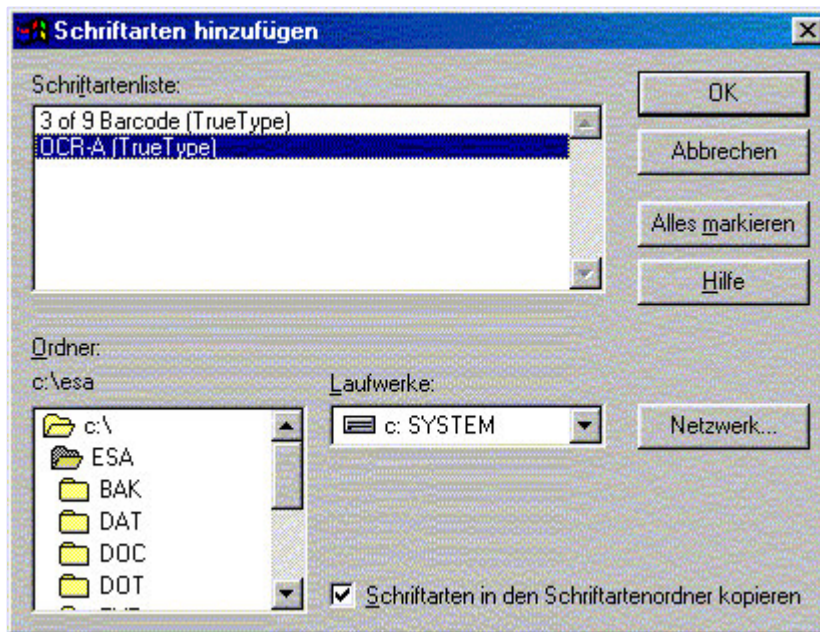 Schriftarten hinzufügen
Schriftartenliste:
3 of 9 Barcode (TrueType)
OCR-A (TrueType)
OK
Abbrechen
Alles markieren
Hilfe
Ordner:
c:\esa
c:\
ESA
BAK
DAT
DOC
DOT
Laufwerke:
c: SYSTEM
Netzwerk...
Schriftarten in den Schriftartenordner kopieren